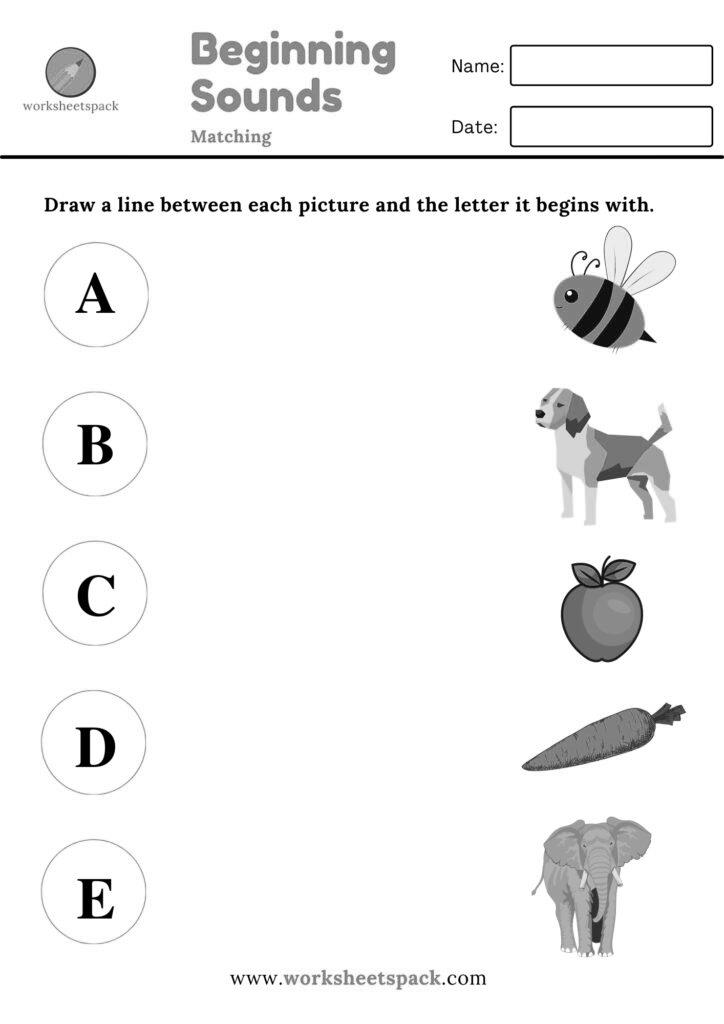 worksheetspack
Beginning
Sounds
Matching
Name:
Date:
Draw a line between each picture and the letter it begins with.
A
B
C
D
E
www.worksheetspack.com